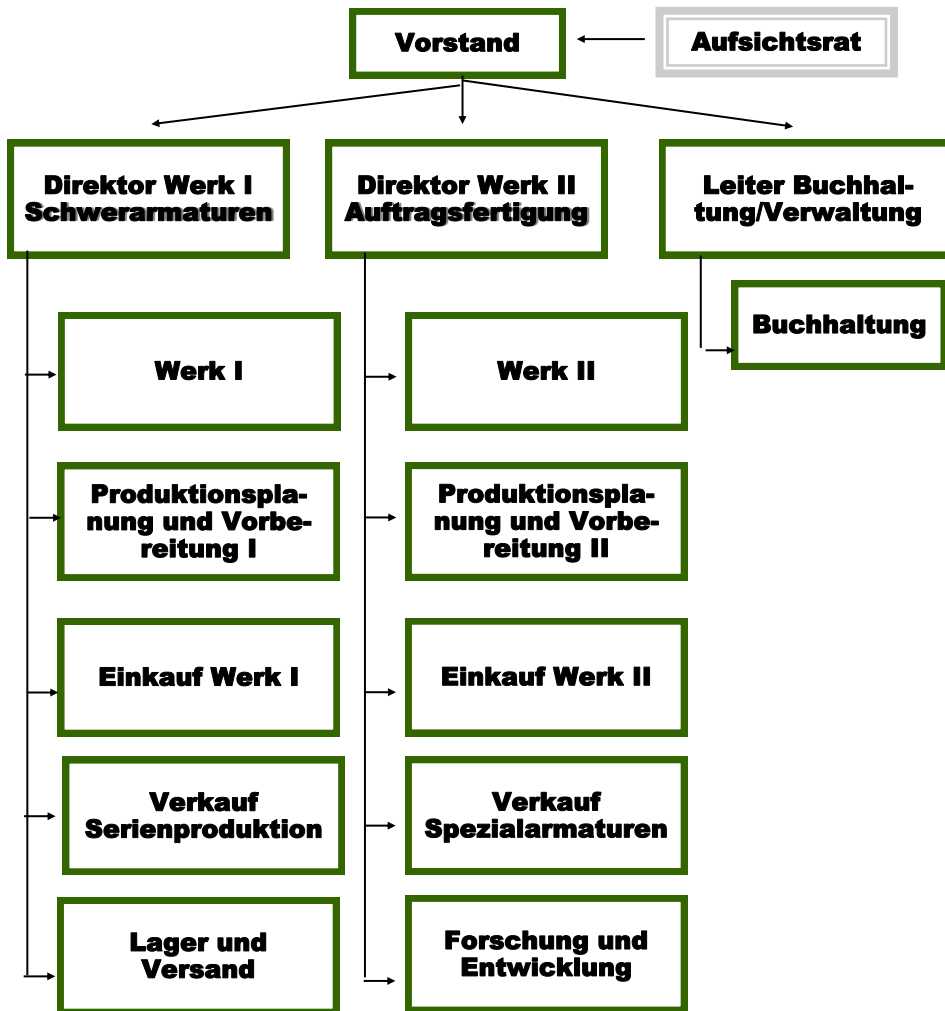 Vorstand
Aufsichtsrat
Direktor Werk I
Schwerarmaturen
Direktor Werk II
Auftragsfertigung
Leiter Buchhal-
tung/Verwaltung
Buchhaltung
Werk I
Werk II
Produktionspla-
nung und Vorbe-
reitung I
Produktionspla-
nung und Vorbe-
reitung II
Einkauf Werk I
Einkauf Werk II
Verkauf
Serienproduktion
Verkauf
Spezialarmaturen
Lager und
Versand
Forschung und
Entwicklung